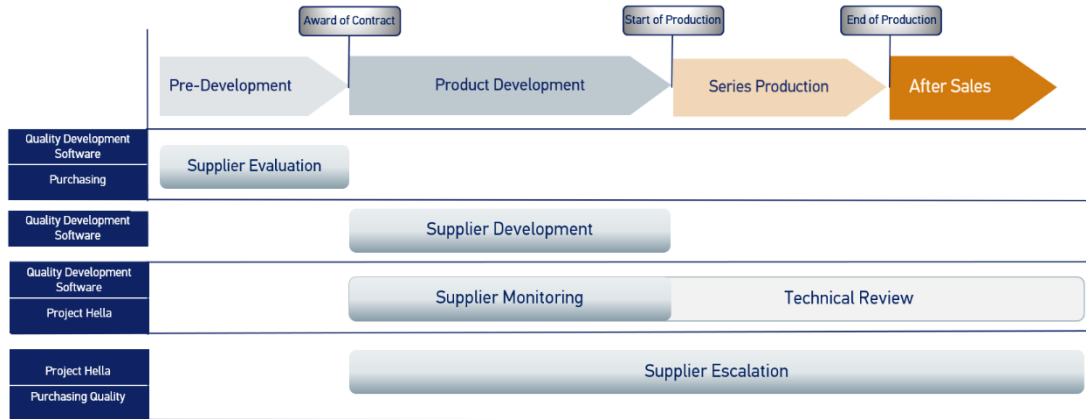 Award of Contract
Start of Production
End of Production
Pre-Development
Product Development
Series Production
After Sales
Quality Development
Software
Purchasing
Supplier Evaluation
Quality Development
Software
Supplier Development
Quality Development
Software
Project Hella
Supplier Monitoring
Technical Review
Project Hella
Purchasing Quality
Supplier Escalation